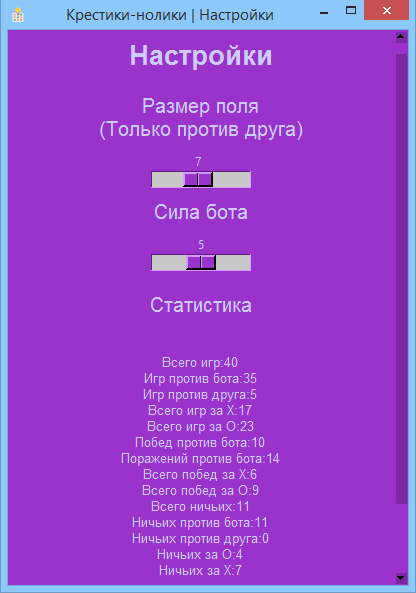 Крестики-нолики | Настройки
Настройки
Размер поля
(Только против друга)
7
Сила бота
5
Статистика
Всего игр:40
Игр против бота:35
Игр против друга:5
Всего игр за X:17
Всего игр за O:23
Побед против бота:10
Поражений против бота:14
Всего побед за X:6
Всего побед за O:9
Всего ничьих:11
Ничьих против бота:11
Ничьих против друга:0
Ничьих за O:4
Ничьих за X:7